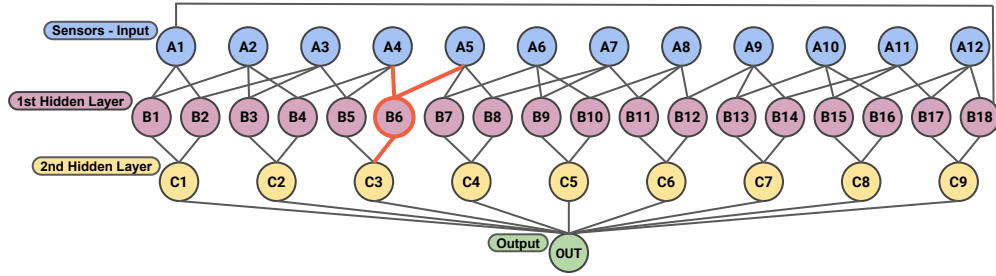 Sensors - Input
A1 A2 A3 A4 A5 A6 A7 A8 A9 A10 A11 A12
1st Hidden Layer
B1 B2 B3 B4 B5 B6 B7 B8 B9 B10 B11 B12 B13 B14 B15 B16 B17 B18
2nd Hidden Layer
C1 C2 C3 C4 C5 C6 C7 C8 C9
Output
OUT